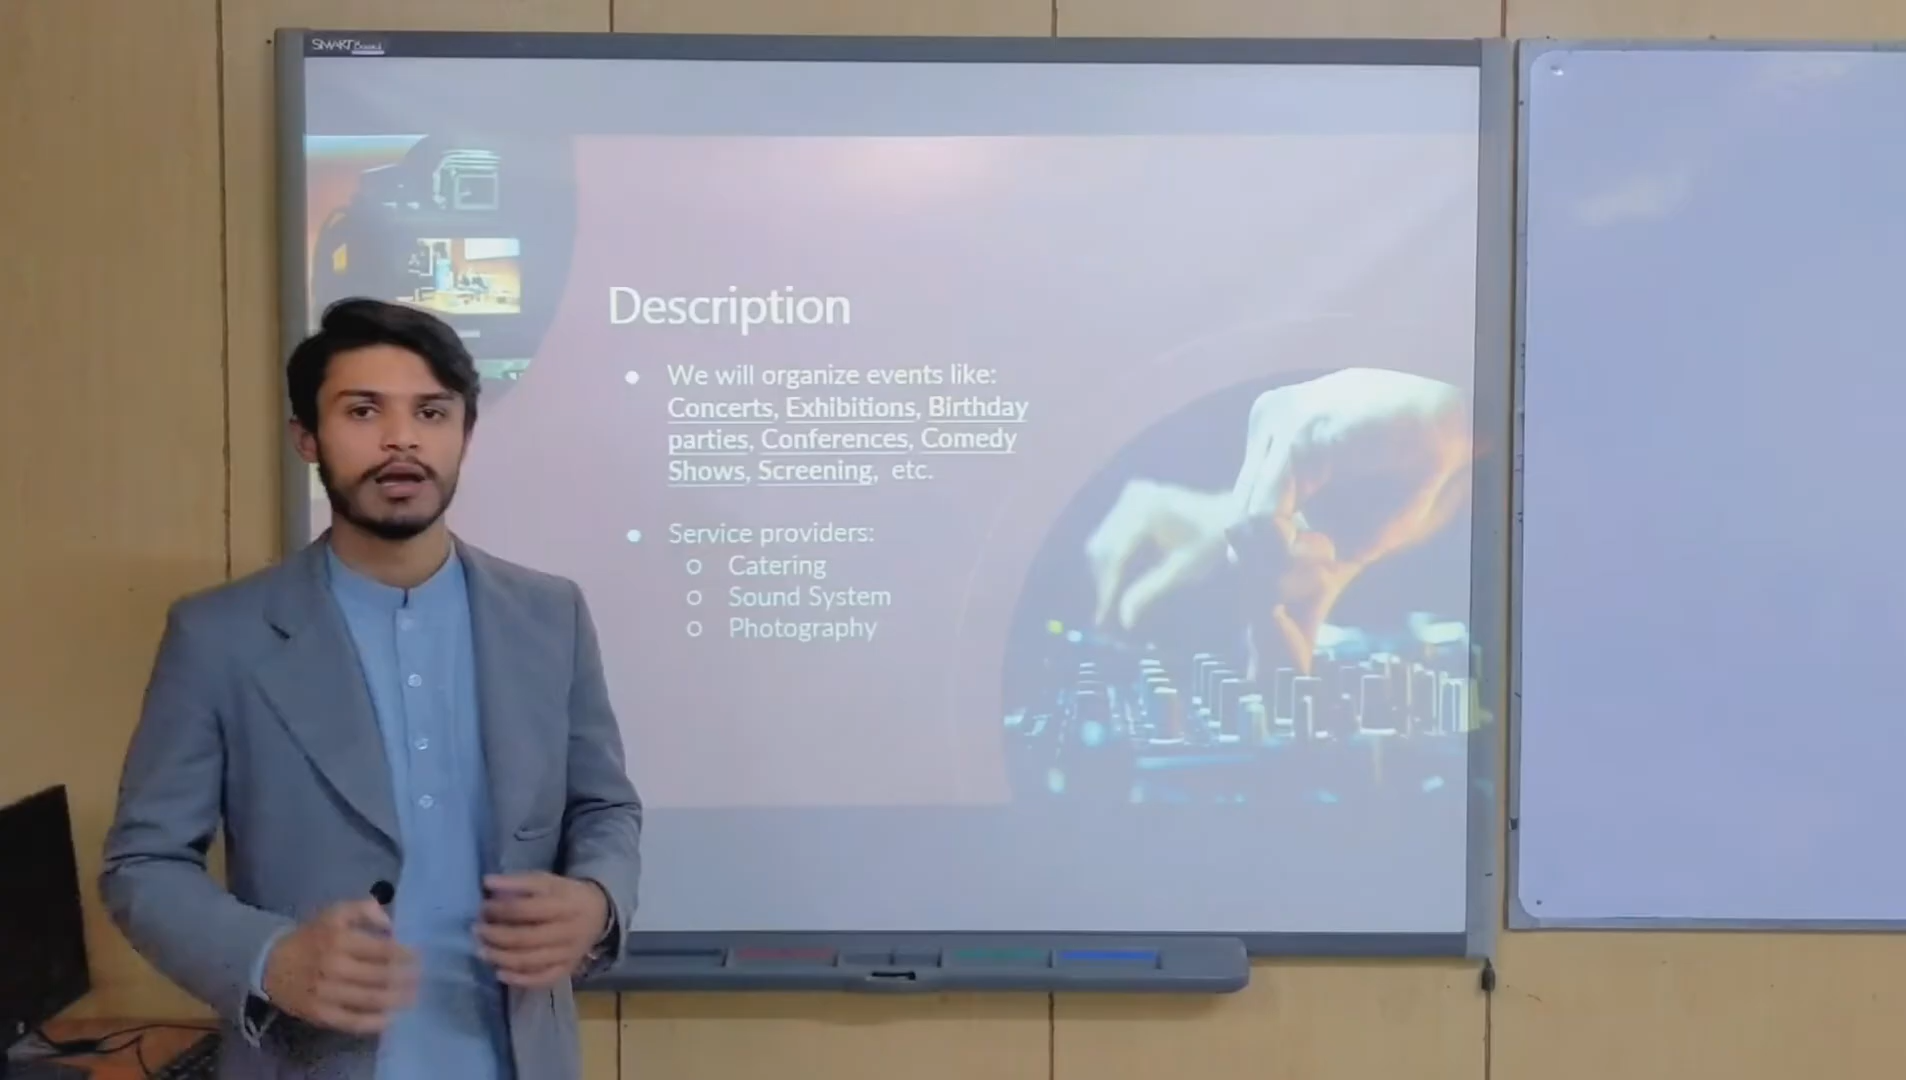 SMART Board
Description
● We will organize events like:
Concerts, Exhibitions, Birthday
parties, Conferences, Comedy
Shows, Screening, etc.
● Service providers:
○ Catering
○ Sound System
○ Photography